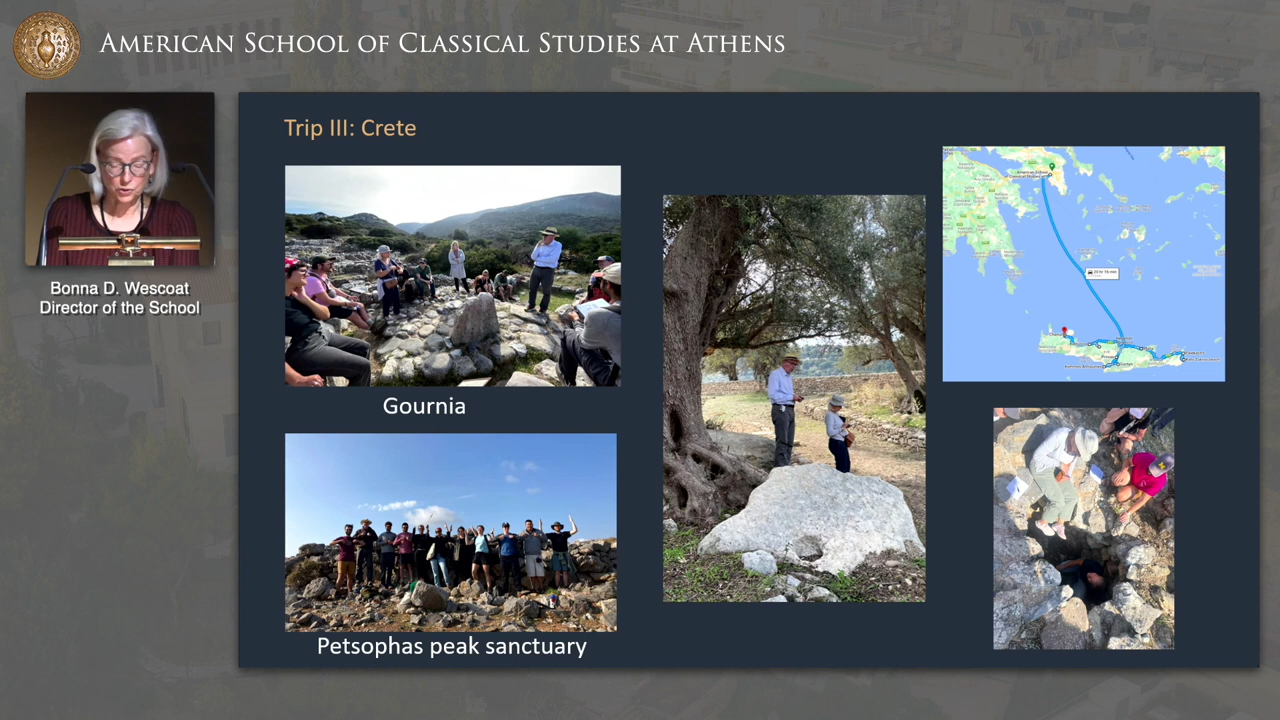 AMERICAN SCHOOL OF CLASSICAL STUDIES AT ATHENS
Bonna D. Wescoat
Director of the School
Trip III: Crete
Gournia
Petsophas peak sanctuary